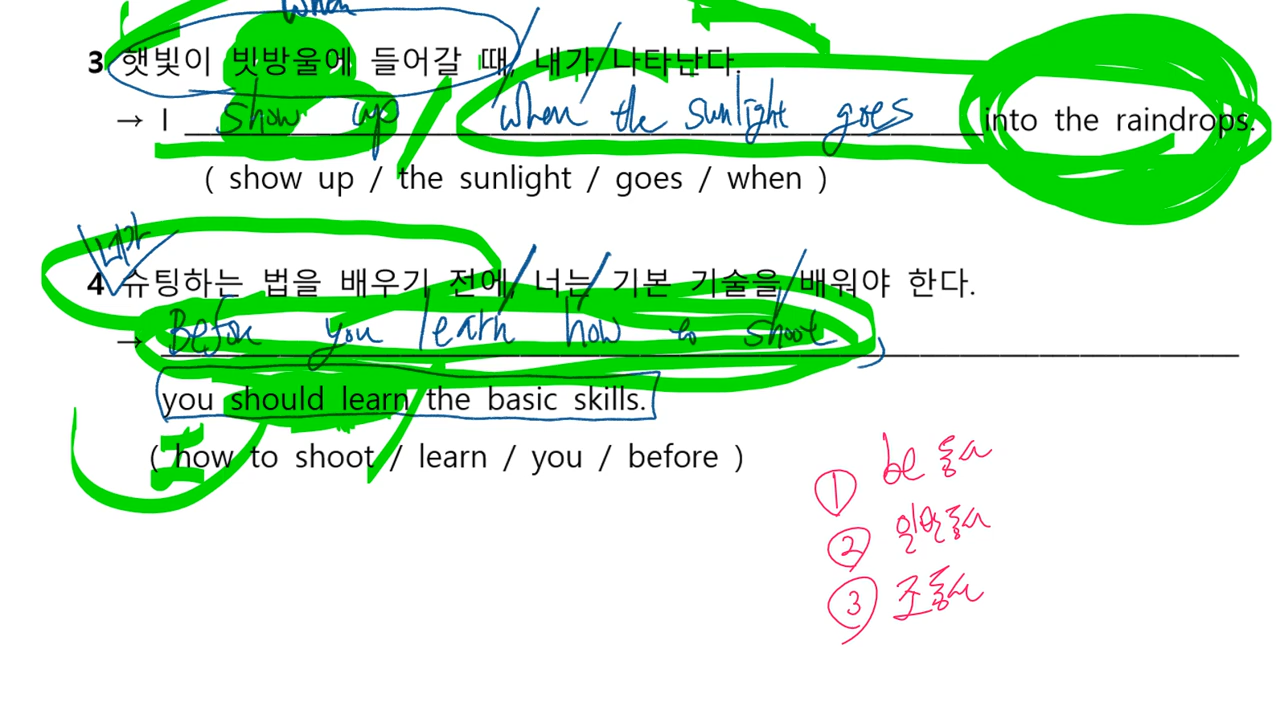 when
3 햇빛이 빗방울에 들어갈 때, 내가 나타난다.
→ I show up when the sunlight goes into the raindrops.
( show up / the sunlight / goes / when )
네가
4 슈팅하는 법을 배우기 전에, 너는 기본 기술을 배워야 한다.
→ Before you learn how to shoot,
you should learn the basic skills.
( how to shoot / learn / you / before )
① be 동사
② 일반동사
③ 조동사